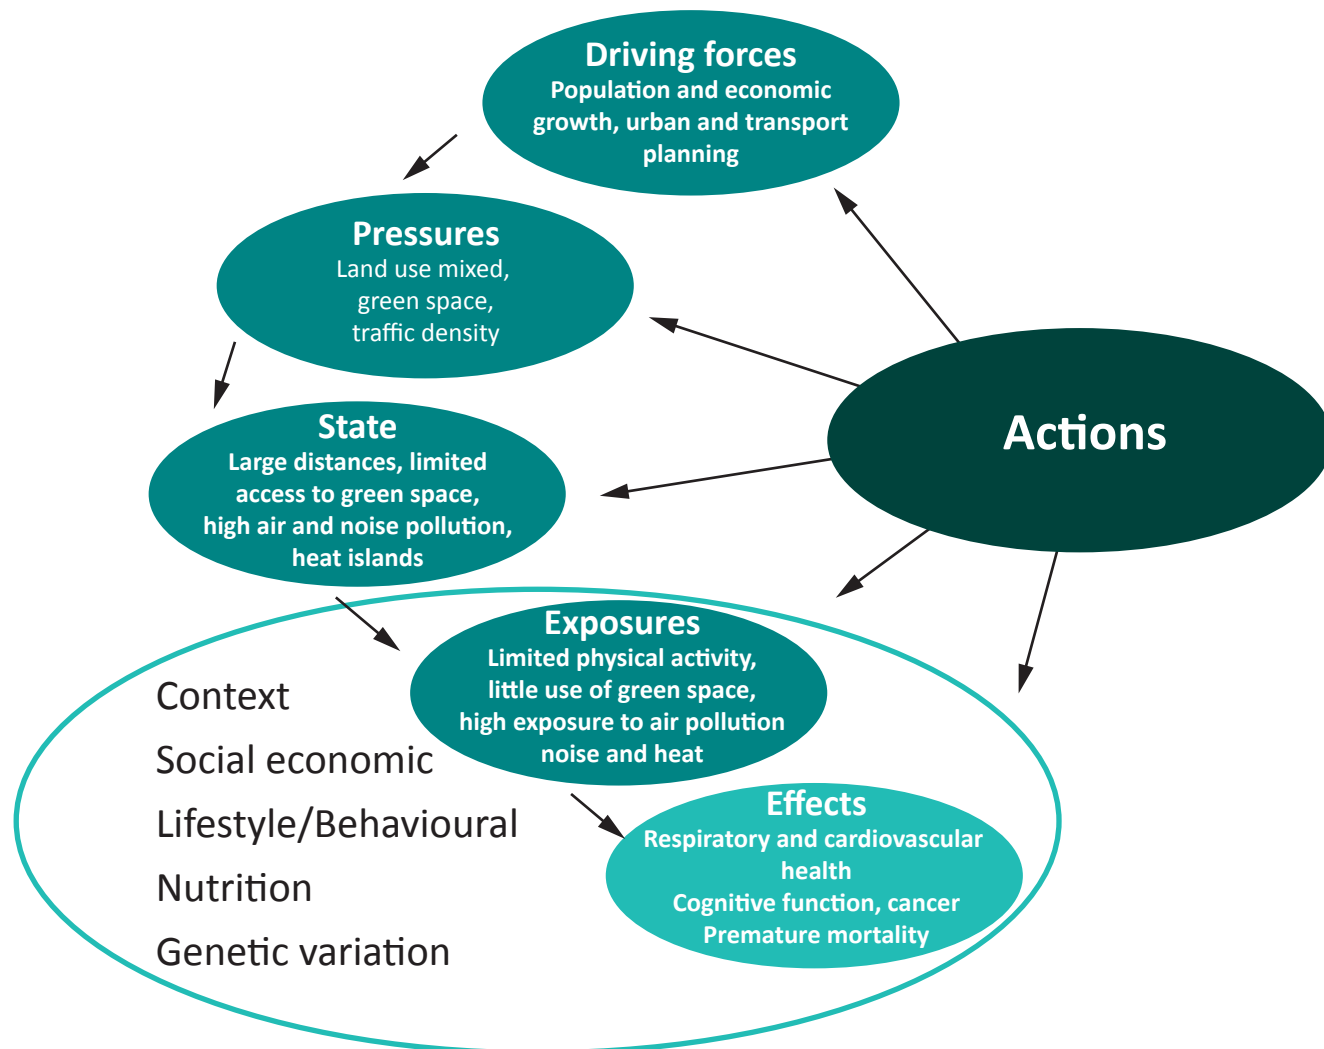 Driving forces
Population and economic
growth, urban and transport
planning
Pressures
Land use mixed,
green space,
traffic density
Actions
State
Large distances, limited
access to green space,
high air and noise pollution,
heat islands
Exposures
Limited physical activity,
little use of green space,
high exposure to air pollution
noise and heat
Context
Social economic
Lifestyle/Behavioural
Nutrition
Genetic variation
Effects
Respiratory and cardiovascular
health
Cognitive function, cancer
Premature mortality